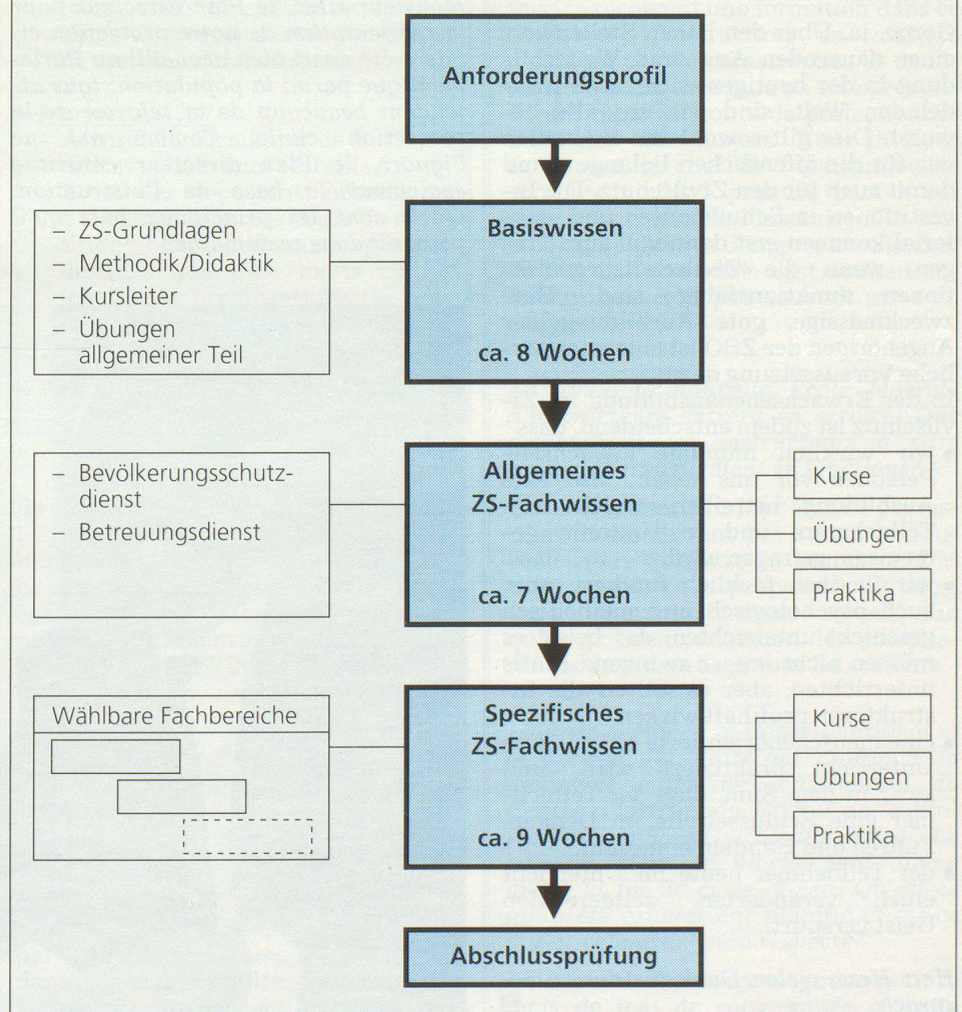 Anforderungsprofil
– ZS-Grundlagen
– Methodik/Didaktik
– Kursleiter
– Übungen
allgemeiner Teil
Basiswissen
ca. 8 Wochen
– Bevölkerungsschutz-
dienst
– Betreuungsdienst
Allgemeines
ZS-Fachwissen
ca. 7 Wochen
Kurse
Übungen
Praktika
Wählbare Fachbereiche
Spezifisches
ZS-Fachwissen
ca. 9 Wochen
Kurse
Übungen
Praktika
Abschlussprüfung